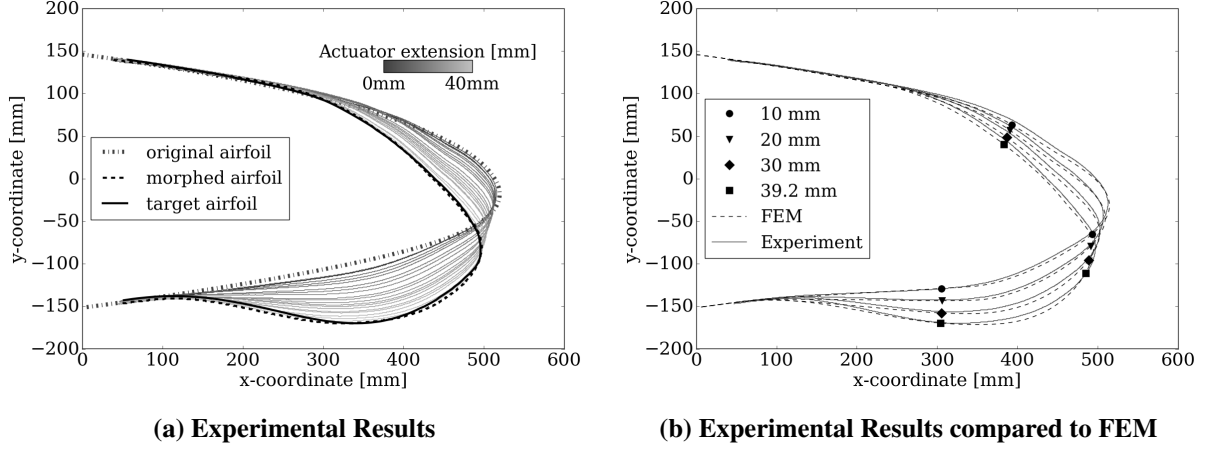 200
150
100
50
0
−50
−100
−150
−200
y-coordinate [mm]
0
100
200
300
400
500
600
x-coordinate [mm]
Actuator extension [mm]
0mm
40mm
original airfoil
morphed airfoil
target airfoil
(a) Experimental Results
200
150
100
50
0
−50
−100
−150
−200
y-coordinate [mm]
0
100
200
300
400
500
600
x-coordinate [mm]
10 mm
20 mm
30 mm
39.2 mm
FEM
Experiment
(b) Experimental Results compared to FEM